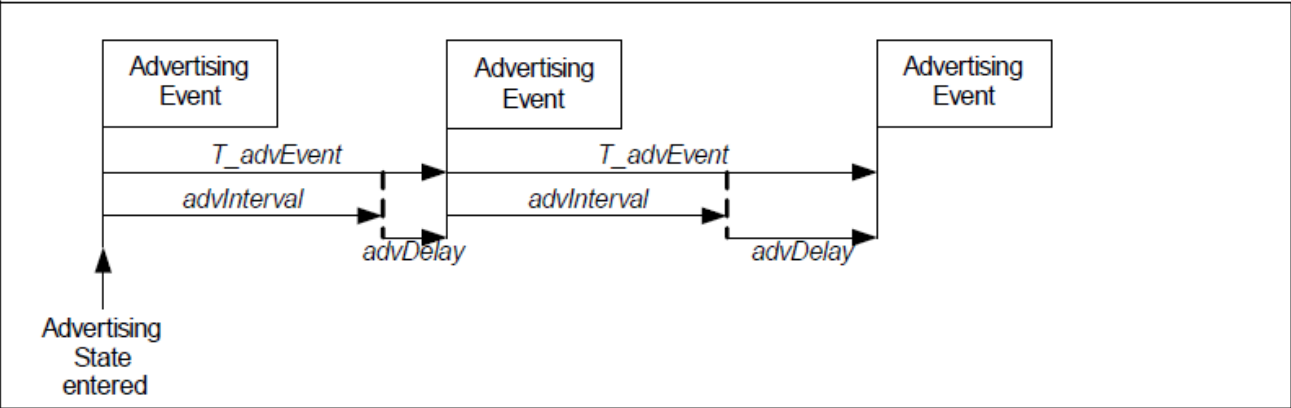 Advertising
Event
Advertising
Event
Advertising
Event
T_advEvent
T_advEvent
advInterval
advInterval
advDelay
advDelay
Advertising
State
entered